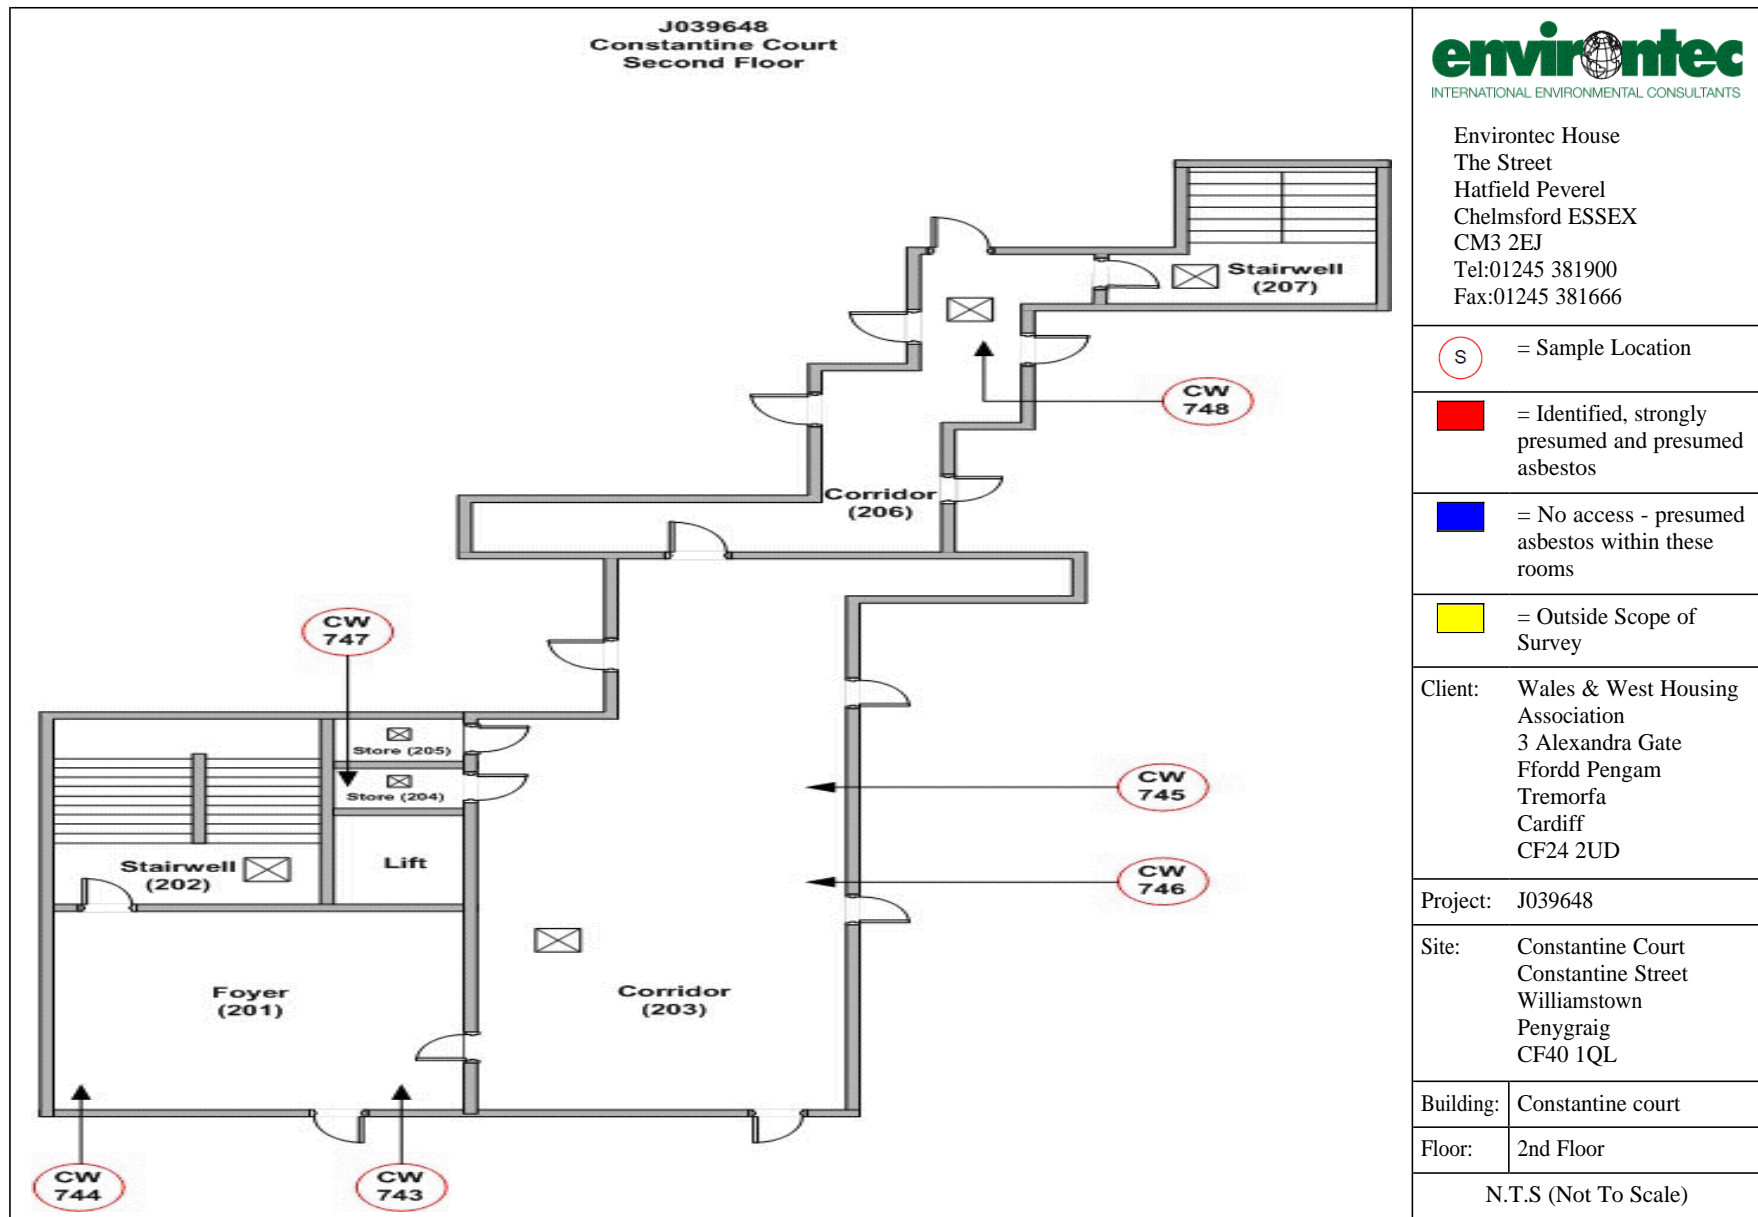 J039648
Constantine Court
Second Floor
Stairwell
(207)
CW
748
Corridor
(206)
CW
747
Store (205)
Store (204)
CW
745
Lift
Stairwell
(202)
CW
746
Foyer
(201)
Corridor
(203)
CW
744
CW
743
environtec
INTERNATIONAL ENVIRONMENTAL CONSULTANTS
Environtec House
The Street
Hatfield Peverel
Chelmsford ESSEX
CM3 2EJ
Tel:01245 381900
Fax:01245 381666
S = Sample Location
= Identified, strongly
presumed and presumed
asbestos
= No access - presumed
asbestos within these
rooms
= Outside Scope of
Survey
Client: Wales & West Housing
Association
3 Alexandra Gate
Ffordd Pengam
Tremorfa
Cardiff
CF24 2UD
Project: J039648
Site: Constantine Court
Constantine Street
Williamstown
Penygraig
CF40 1QL
Building: Constantine court
Floor: 2nd Floor
N.T.S (Not To Scale)